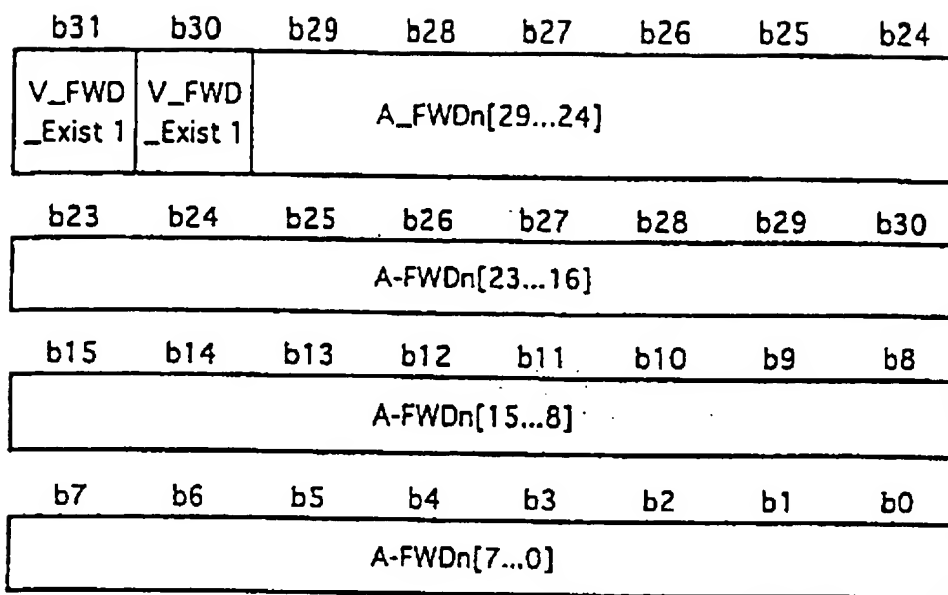 b31 b30 b29 b28 b27 b26 b25 b24
V_FWD V_FWD
_Exist 1 _Exist 1
A_FWDn[29...24]
b23 b24 b25 b26 b27 b28 b29 b30
A-FWDn[23...16]
b15 b14 b13 b12 b11 b10 b9 b8
A-FWDn[15...8]
b7 b6 b5 b4 b3 b2 b1 b0
A-FWDn[7...0]